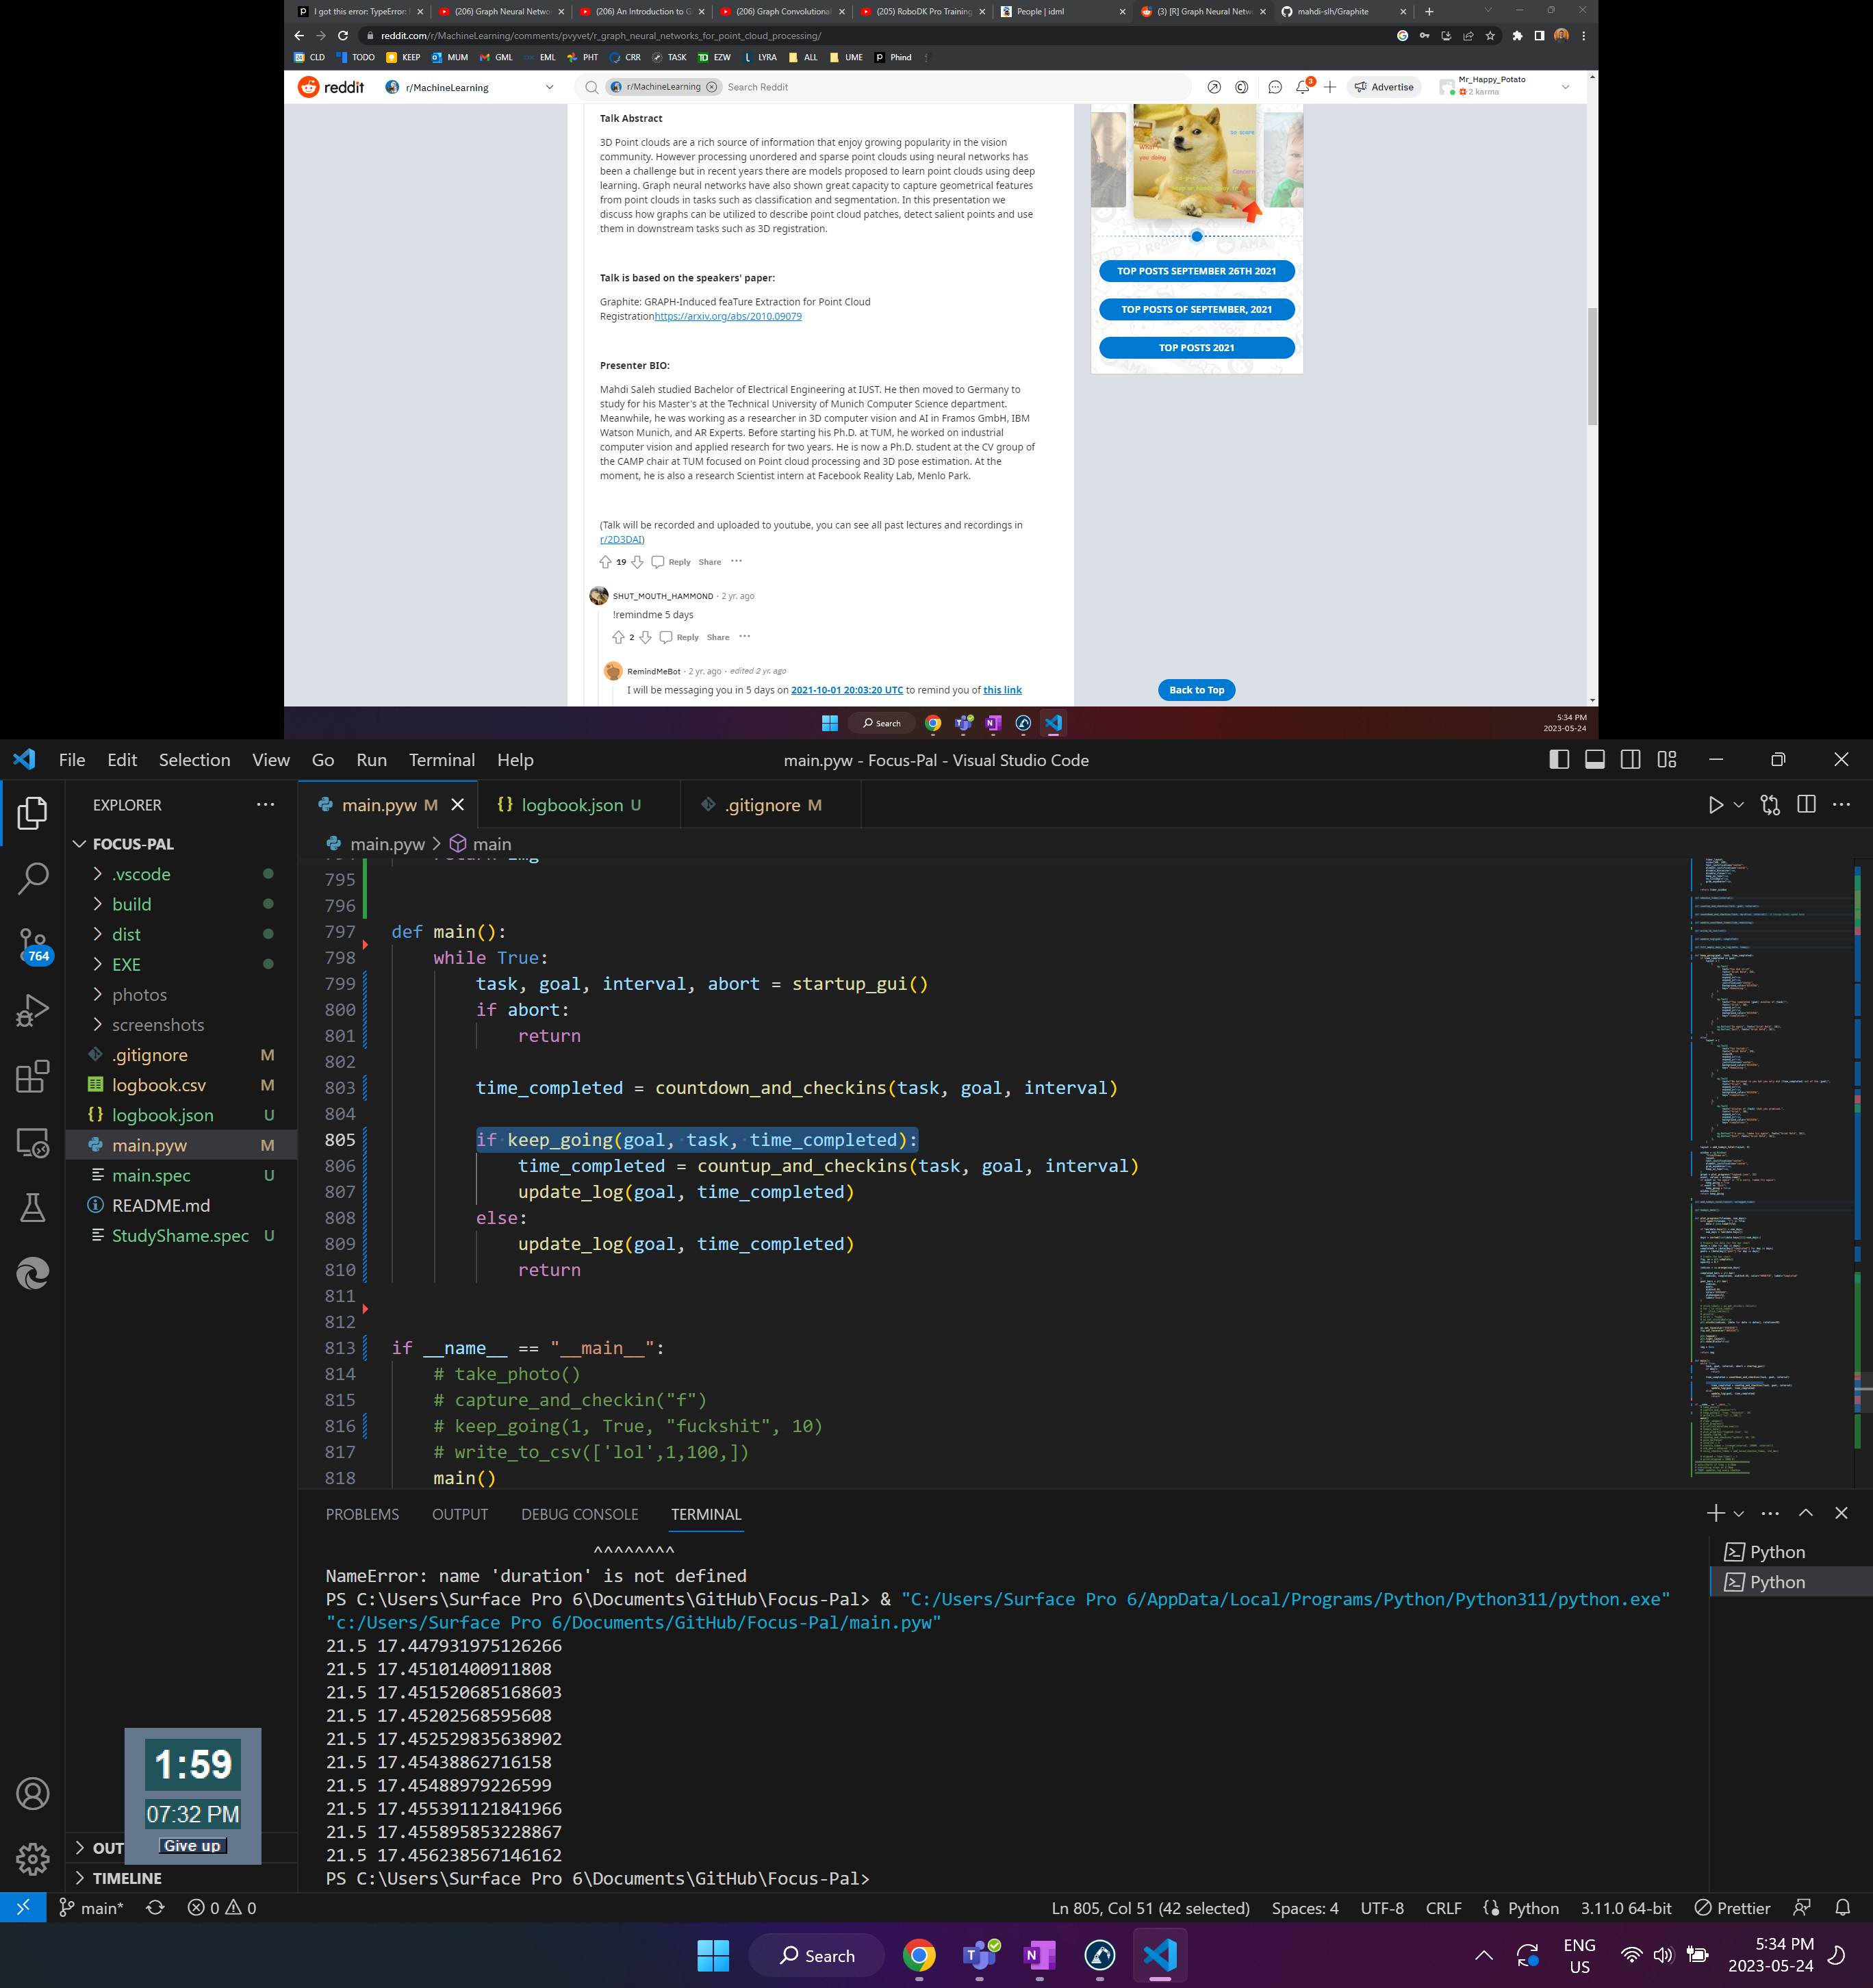 I got this error: TypeError:
(206) Graph Neural Netwo
(206) An Introduction to G
(206) Graph Convolutional
(205) RoboDK Pro Training
People | idml
(3) [R] Graph Neural Netw
mahdi-slh/Graphite
reddit.com/r/MachineLearning/comments/pvyvet/r_graph_neural_networks_for_point_cloud_processing/
CLD TODO KEEP MUM GML EML PHT CRR TASK EZW LYRA ALL UME Phind
reddit r/MachineLearning r/MachineLearning Search Reddit 3 Advertise Mr_Happy_Potato
2 karma
Talk Abstract
3D Point clouds are a rich source of information that enjoy growing popularity in the vision
community. However processing unordered and sparse point clouds using neural networks has
been a challenge but in recent years there are models proposed to learn point clouds using deep
learning. Graph neural networks have also shown great capacity to capture geometrical features
from point clouds in tasks such as classification and segmentation. In this presentation we
discuss how graphs can be utilized to describe point cloud patches, detect salient points and use
them in downstream tasks such as 3D registration.
Talk is based on the speakers' paper:
Graphite: GRAPH-Induced feaTure Extraction for Point Cloud
Registrationhttps://arxiv.org/abs/2010.09079
Presenter BIO:
Mahdi Saleh studied Bachelor of Electrical Engineering at IUST. He then moved to Germany to
study for his Master's at the Technical University of Munich Computer Science department.
Meanwhile, he was working as a researcher in 3D computer vision and AI in Framos GmbH, IBM
Watson Munich, and AR Experts. Before starting his Ph.D. at TUM, he worked on industrial
computer vision and applied research for two years. He is now a Ph.D. student at the CV group of
the CAMP chair at TUM focused on Point cloud processing and 3D pose estimation. At the
moment, he is also a research Scientist intern at Facebook Reality Lab, Menlo Park.
(Talk will be recorded and uploaded to youtube, you can see all past lectures and recordings in
r/2D3DAI)
19 Reply Share ···
SHUT_MOUTH_HAMMOND · 2 yr. ago
!remindme 5 days
2 Reply Share ···
RemindMeBot · 2 yr. ago · edited 2 yr. ago
I will be messaging you in 5 days on 2021-10-01 20:03:20 UTC to remind you of this link
so scare
you doing
TOP POSTS SEPTEMBER 26TH 2021
TOP POSTS OF SEPTEMBER, 2021
TOP POSTS 2021
Back to Top
Search
5:34 PM
2023-05-24
File Edit Selection View Go Run Terminal Help
main.pyw - Focus-Pal - Visual Studio Code
EXPLORER
FOCUS-PAL
.vscode
build
dist
EXE
photos
screenshots
.gitignore M
logbook.csv M
logbook.json U
main.pyw M
main.spec U
README.md
StudyShame.spec U
764
main.pyw M
logbook.json U
.gitignore M
main.pyw > main
795
796
797 def main():
798 while True:
799 task, goal, interval, abort = startup_gui()
800 if abort:
801 return
802
803 time_completed = countdown_and_checkins(task, goal, interval)
804
805 if keep_going(goal, task, time_completed):
806 time_completed = countup_and_checkins(task, goal, interval)
807 update_log(goal, time_completed)
808 else:
809 update_log(goal, time_completed)
810 return
811
812
813 if __name__ == "__main__":
814 # take_photo()
815 # capture_and_checkin("f")
816 # keep_going(1, True, "fuckshit", 10)
817 # write_to_csv(['lol',1,100,])
818 main()
PROBLEMS OUTPUT DEBUG CONSOLE TERMINAL
^^^^^^^^
NameError: name 'duration' is not defined
PS C:\Users\Surface Pro 6\Documents\GitHub\Focus-Pal> & "C:/Users/Surface Pro 6/AppData/Local/Programs/Python/Python311/python.exe"
"c:/Users/Surface Pro 6/Documents/GitHub/Focus-Pal/main.pyw"
21.5 17.447931975126266
21.5 17.45101400911808
21.5 17.451520685168603
21.5 17.45202568595608
21.5 17.452529835638902
21.5 17.45438862716158
21.5 17.45488979226599
21.5 17.455391121841966
21.5 17.455895853228867
21.5 17.456238567146162
PS C:\Users\Surface Pro 6\Documents\GitHub\Focus-Pal>
Python
Python
1:59
07:32 PM
Give up
OUT
TIMELINE
main* 0 0
Ln 805, Col 51 (42 selected) Spaces: 4 UTF-8 CRLF Python 3.11.0 64-bit Prettier
Search
ENG
US
5:34 PM
2023-05-24